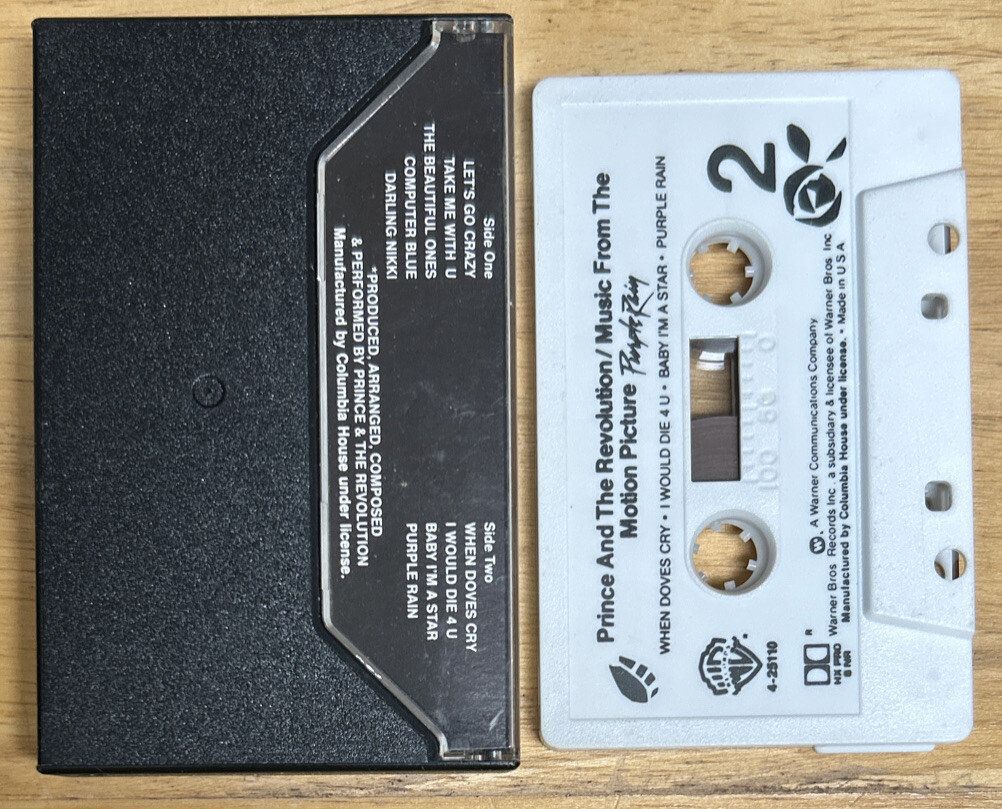 Side One
LET'S GO CRAZY
TAKE ME WITH U
THE BEAUTIFUL ONES
COMPUTER BLUE
DARLING NIKKI
Side Two
WHEN DOVES CRY
I WOULD DIE 4 U
BABY I'M A STAR
PURPLE RAIN
*PRODUCED, ARRANGED, COMPOSED
& PERFORMED BY PRINCE & THE REVOLUTION
Manufactured by Columbia House under license.
Prince And The Revolution/Music From The
Motion Picture Purple Rain
WHEN DOVES CRY • I WOULD DIE 4 U • BABY I'M A STAR • PURPLE RAIN
2
100 50 0
4-25110
W, A Warner Communications Company
Warner Bros. Records Inc., a subsidiary & licensee of Warner Bros. Inc
Manufactured by Columbia House under license. • Made in U S A
R
HX PRO
B NR